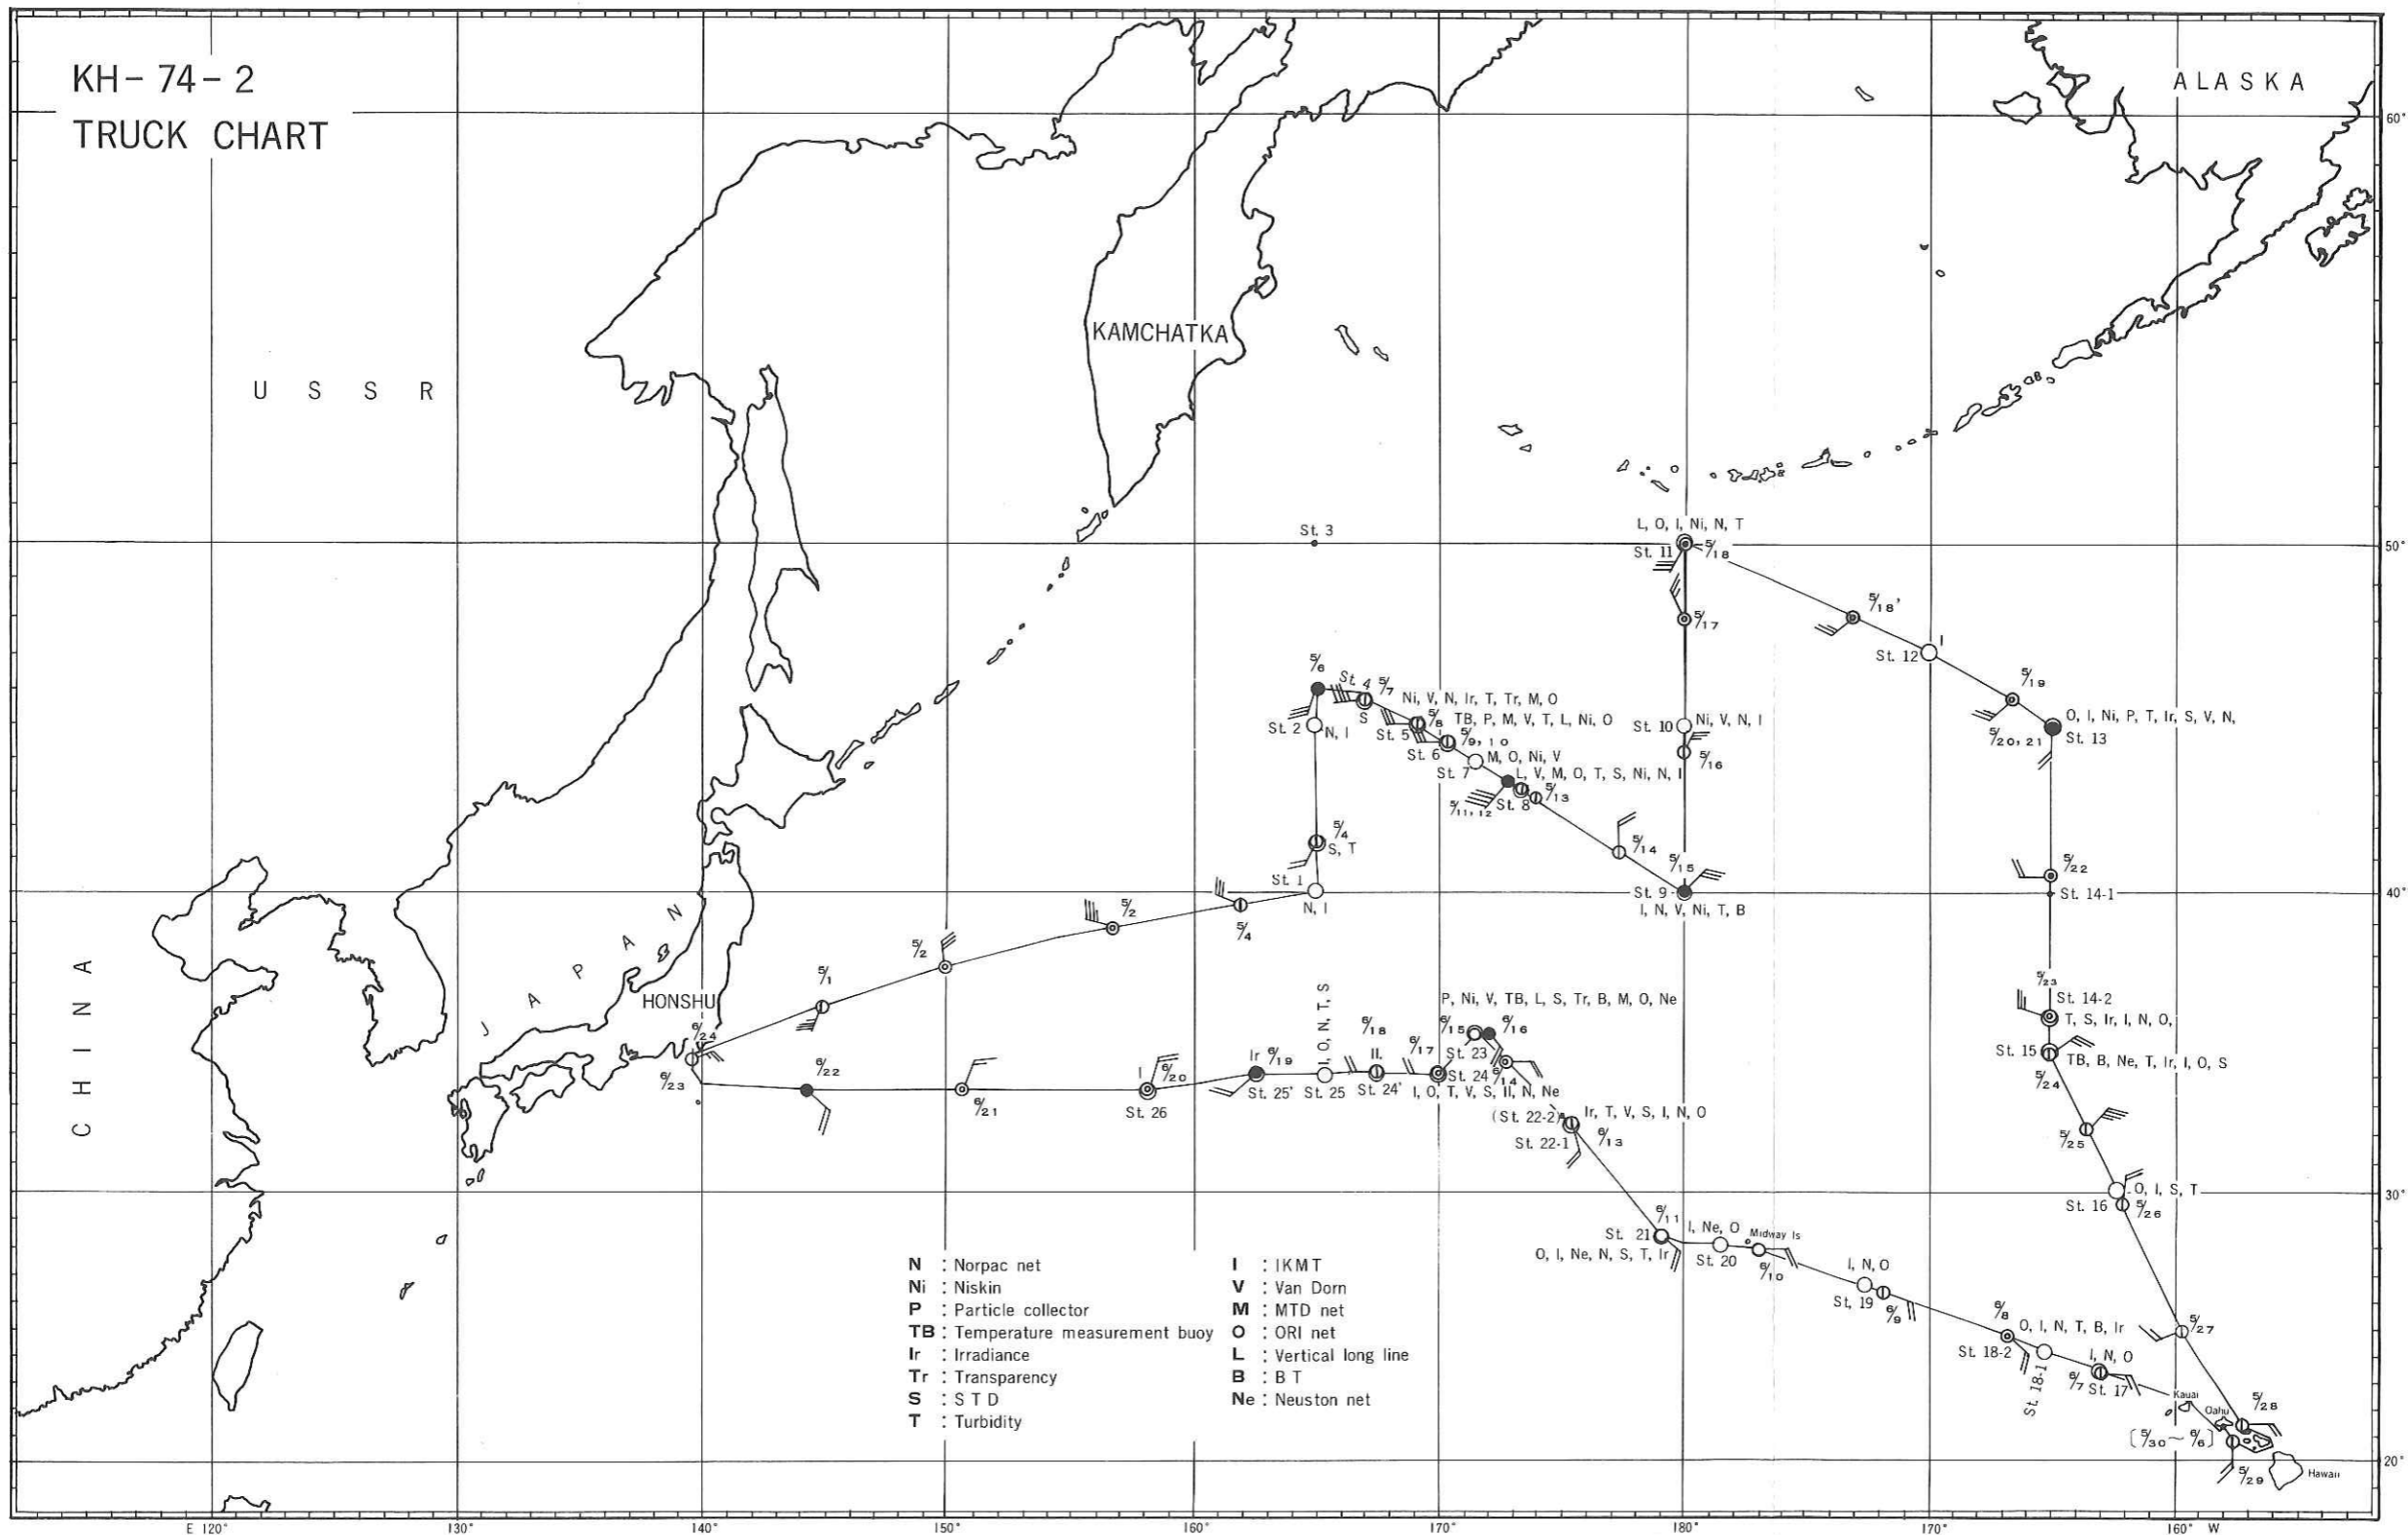 KH-74-2
TRUCK CHART
ALASKA
60°
KAMCHATKA
U S S R
St. 3
L, O, I, Ni, N, T
St. 11
5/18
50°
5/17
5/18'
I
St. 12
5/6
St. 4
5/7
Ni, V, N, Ir, T, Tr, M, O
S
5/19
St. 2
N, I
St. 5
5/8
TB, P, M, V, T, L, Ni, O
St. 10
Ni, V, N, I
O, I, Ni, P, T, Ir, S, V, N,
5/20, 21
St. 13
St. 6
5/9, 10
M, O, Ni, V
5/16
St. 7
L, V, M, O, T, S, Ni, N, I
5/11, 12
St. 8
5/13
5/4
S, T
5/14
5/15
5/22
St. 1
N, I
St. 9
I, N, V, Ni, T, B
St. 14-1
40°
5/2
5/4
5/2
5/1
J A P A N
HONSHU
C H I N A
5/23
St. 14-2
T, S, Ir, I, N, O,
I, O, N, T, S
P, Ni, V, TB, L, S, Tr, B, M, O, Ne
6/24
6/18
6/15
6/16
St. 23
St. 15
TB, B, Ne, T, Ir, I, O, S
6/23
6/22
6/21
I
6/20
St. 26
Ir
6/19
St. 25'
St. 25
II.
St. 24'
6/17
St. 24
6/14
I, O, T, V, S, II, N, Ne
5/24
(St. 22-2)
Ir, T, V, S, I, N, O
St. 22-1
6/13
5/25
O, I, S, T
St. 16
5/26
30°
6/11
St. 21
O, I, Ne, N, S, T, Ir
I, Ne, O
Midway Is
St. 20
6/10
I, N, O
St. 19
6/9
6/8
O, I, N, T, B, Ir
St. 18-2
St. 18-1
I, N, O
6/7
St. 17
5/27
Kauai
Oahu
5/28
[5/30~6/6]
5/29
Hawaii
20°
N : Norpac net
Ni : Niskin
P : Particle collector
TB : Temperature measurement buoy
Ir : Irradiance
Tr : Transparency
S : S T D
T : Turbidity
I : IKMT
V : Van Dorn
M : MTD net
O : ORI net
L : Vertical long line
B : B T
Ne : Neuston net
E 120°
130°
140°
150°
160°
170°
180°
170°
160° W